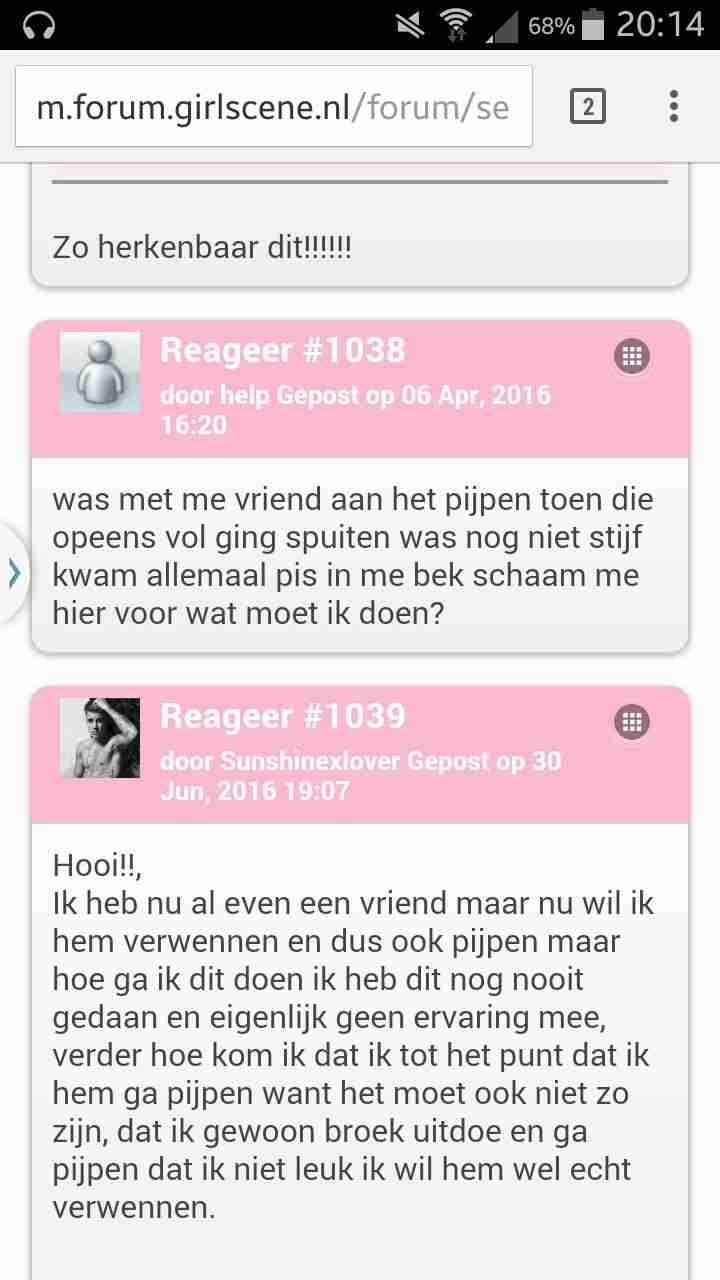 68% 20:14
m.forum.girlscene.nl/forum/se
2
Zo herkenbaar dit!!!!!!
Reageer #1038
door help Gepost op 06 Apr, 2016
16:20
was met me vriend aan het pijpen toen die
opeens vol ging spuiten was nog niet stijf
kwam allemaal pis in me bek schaam me
hier voor wat moet ik doen?
Reageer #1039
door Sunshinexlover Gepost op 30
Jun, 2016 19:07
Hooi!!,
Ik heb nu al even een vriend maar nu wil ik
hem verwennen en dus ook pijpen maar
hoe ga ik dit doen ik heb dit nog nooit
gedaan en eigenlijk geen ervaring mee,
verder hoe kom ik dat ik tot het punt dat ik
hem ga pijpen want het moet ook niet zo
zijn, dat ik gewoon broek uitdoe en ga
pijpen dat ik niet leuk ik wil hem wel echt
verwennen.